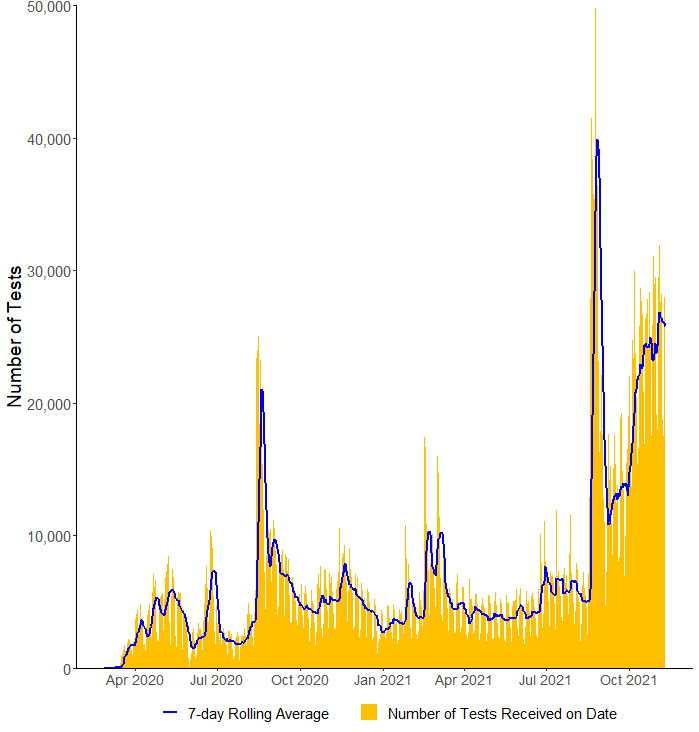 50,000
40,000
30,000
20,000
10,000
0
Number of Tests
Apr 2020 Jul 2020 Oct 2020 Jan 2021 Apr 2021 Jul 2021 Oct 2021
7-day Rolling Average Number of Tests Received on Date